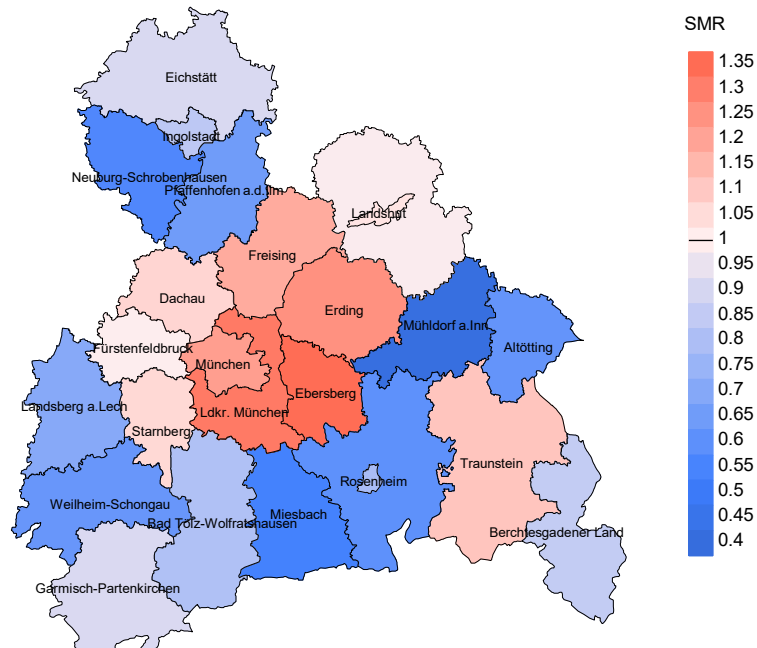 SMR
1.35
1.3
1.25
1.2
1.15
1.1
1.05
1
0.95
0.9
0.85
0.8
0.75
0.7
0.65
0.6
0.55
0.5
0.45
0.4
Eichstätt
Ingolstadt
Neuburg-Schrobenhausen
Pfaffenhofen a.d.Ilm
Landshut
Freising
Dachau
Erding
Mühldorf a.Inn
Fürstenfeldbruck
Altötting
München
Ebersberg
Landsberg a.Lech
Ldkr. München
Starnberg
Traunstein
Rosenheim
Weilheim-Schongau
Miesbach
Bad Tölz-Wolfratshausen
Berchtesgadener Land
Garmisch-Partenkirchen